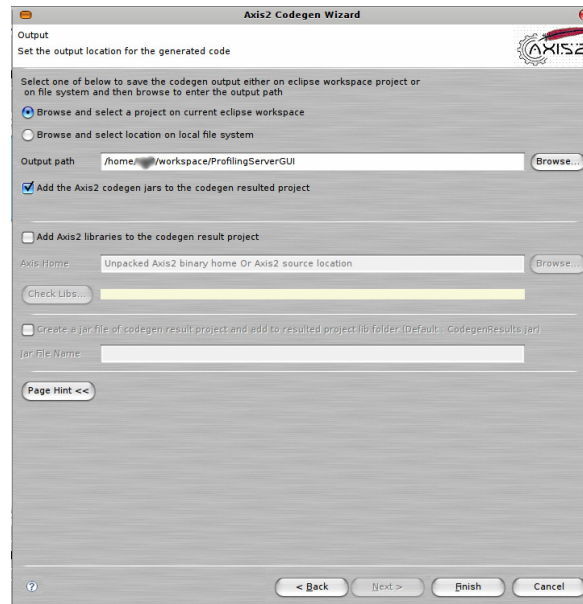 Axis2 Codegen Wizard
Output
Set the output location for the generated code
AXIS2
Select one of below to save the codegen output either on eclipse workspace project or
on file system and then browse to enter the output path
Browse and select a project on current eclipse workspace
Browse and select location on local file system
Output path /home/ /workspace/ProfilingServerGUI Browse...
Add the Axis2 codegen jars to the codegen resulted project
Add Axis2 libraries to the codegen result project
Axis Home Unpacked Axis2 binary home Or Axis2 source location Browse...
Check Libs...
Create a jar file of codegen result project and add to resulted project lib folder (Default : CodegenResults.jar)
Jar File Name
Page Hint <<
? < Back Next > Finish Cancel